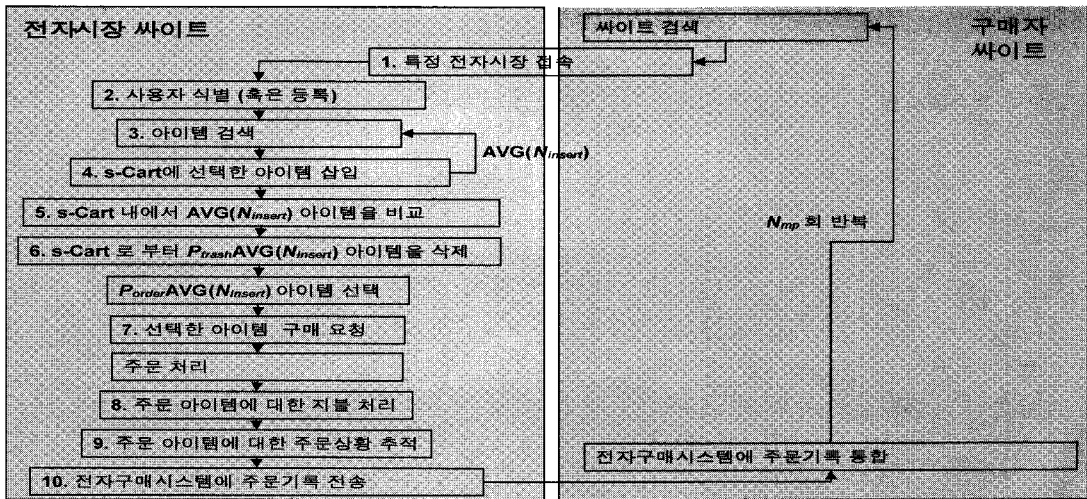 전자시장 싸이트
싸이트 검색
구매자
싸이트
1. 특정 전자시장 접속
2. 사용자 식별 (혹은 등록)
3. 아이템 검색
AVG(Ninsert)
4. s-Cart에 선택한 아이템 삽입
5. s-Cart 내에서 AVG(Ninsert) 아이템을 비교
Nmp 회 반복
6. s-Cart 로 부터 PtrashAVG(Ninsert) 아이템을 삭제
PorderAVG(Ninsert) 아이템 선택
7. 선택한 아이템 구매 요청
주문 처리
8. 주문 아이템에 대한 지불 처리
9. 주문 아이템에 대한 주문상황 추적
전자구매시스템에 주문기록 통합
10. 전자구매시스템에 주문기록 전송